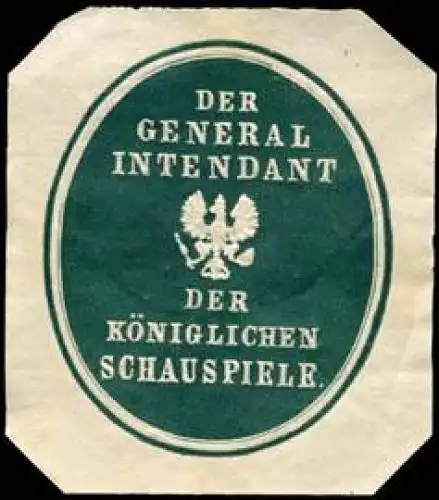 DER
GENERAL
INTENDANT
DER
KÖNIGLICHEN
SCHAUSPIELE.